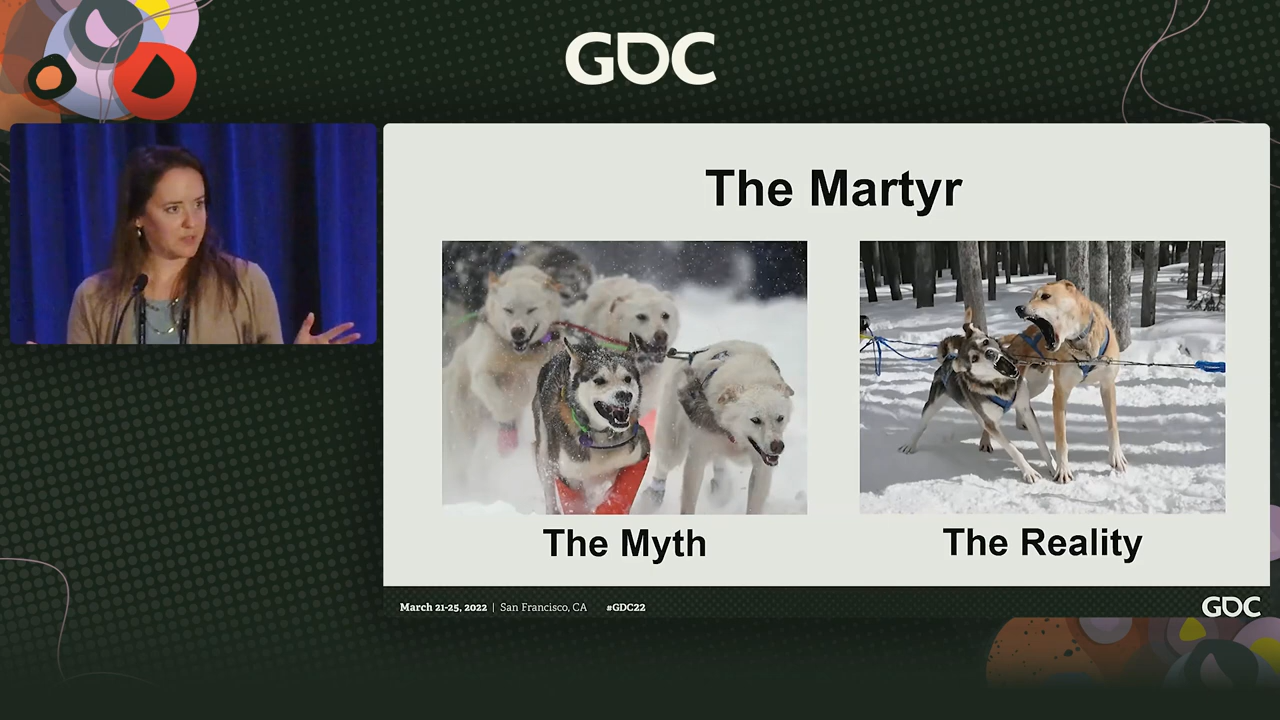 GDC
The Martyr
The Myth
The Reality
March 21-25, 2022 | San Francisco, CA #GDC22
GDC